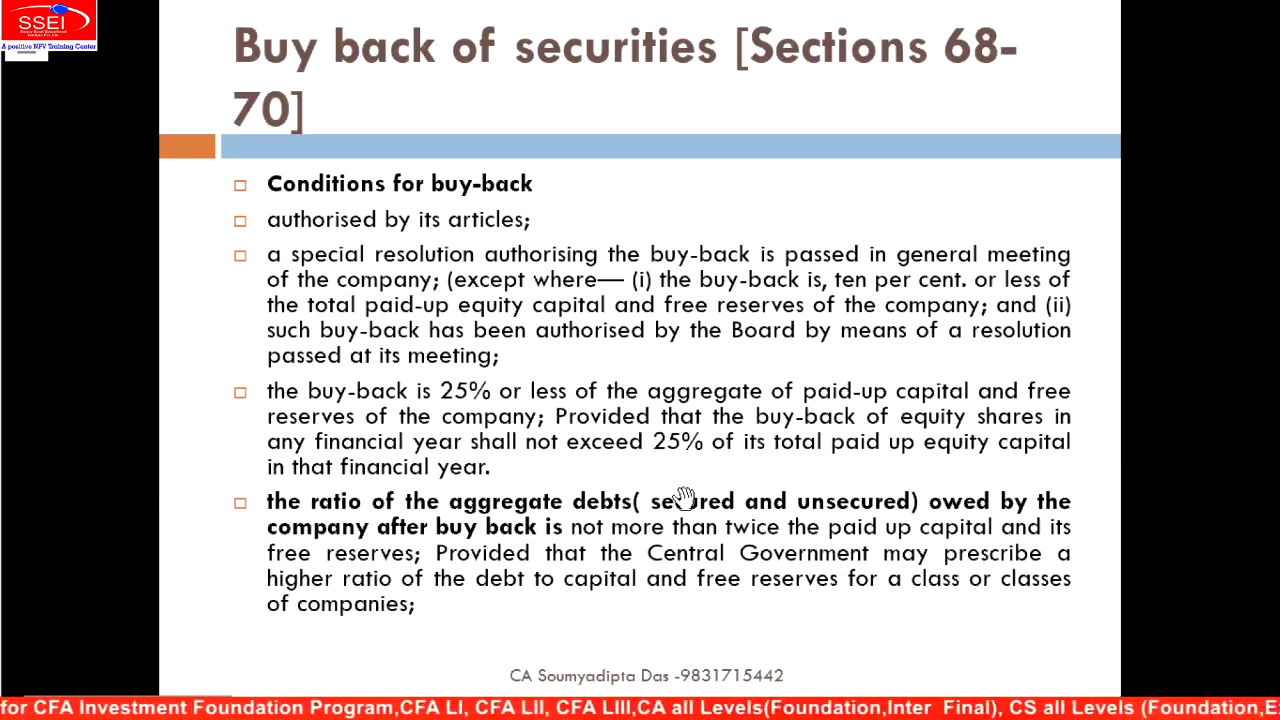 SSEI
A positive NPV Training Center
Buy back of securities [Sections 68-
70]
Conditions for buy-back
authorised by its articles;
a special resolution authorising the buy-back is passed in general meeting
of the company; (except where— (i) the buy-back is, ten per cent. or less of
the total paid-up equity capital and free reserves of the company; and (ii)
such buy-back has been authorised by the Board by means of a resolution
passed at its meeting;
the buy-back is 25% or less of the aggregate of paid-up capital and free
reserves of the company; Provided that the buy-back of equity shares in
any financial year shall not exceed 25% of its total paid up equity capital
in that financial year.
the ratio of the aggregate debts( secured and unsecured) owed by the
company after buy back is not more than twice the paid up capital and its
free reserves; Provided that the Central Government may prescribe a
higher ratio of the debt to capital and free reserves for a class or classes
of companies;
CA Soumyadipta Das -9831715442
for CFA Investment Foundation Program,CFA LI, CFA LII, CFA LIII,CA all Levels(Foundation,Inter Final), CS all Levels (Foundation,E